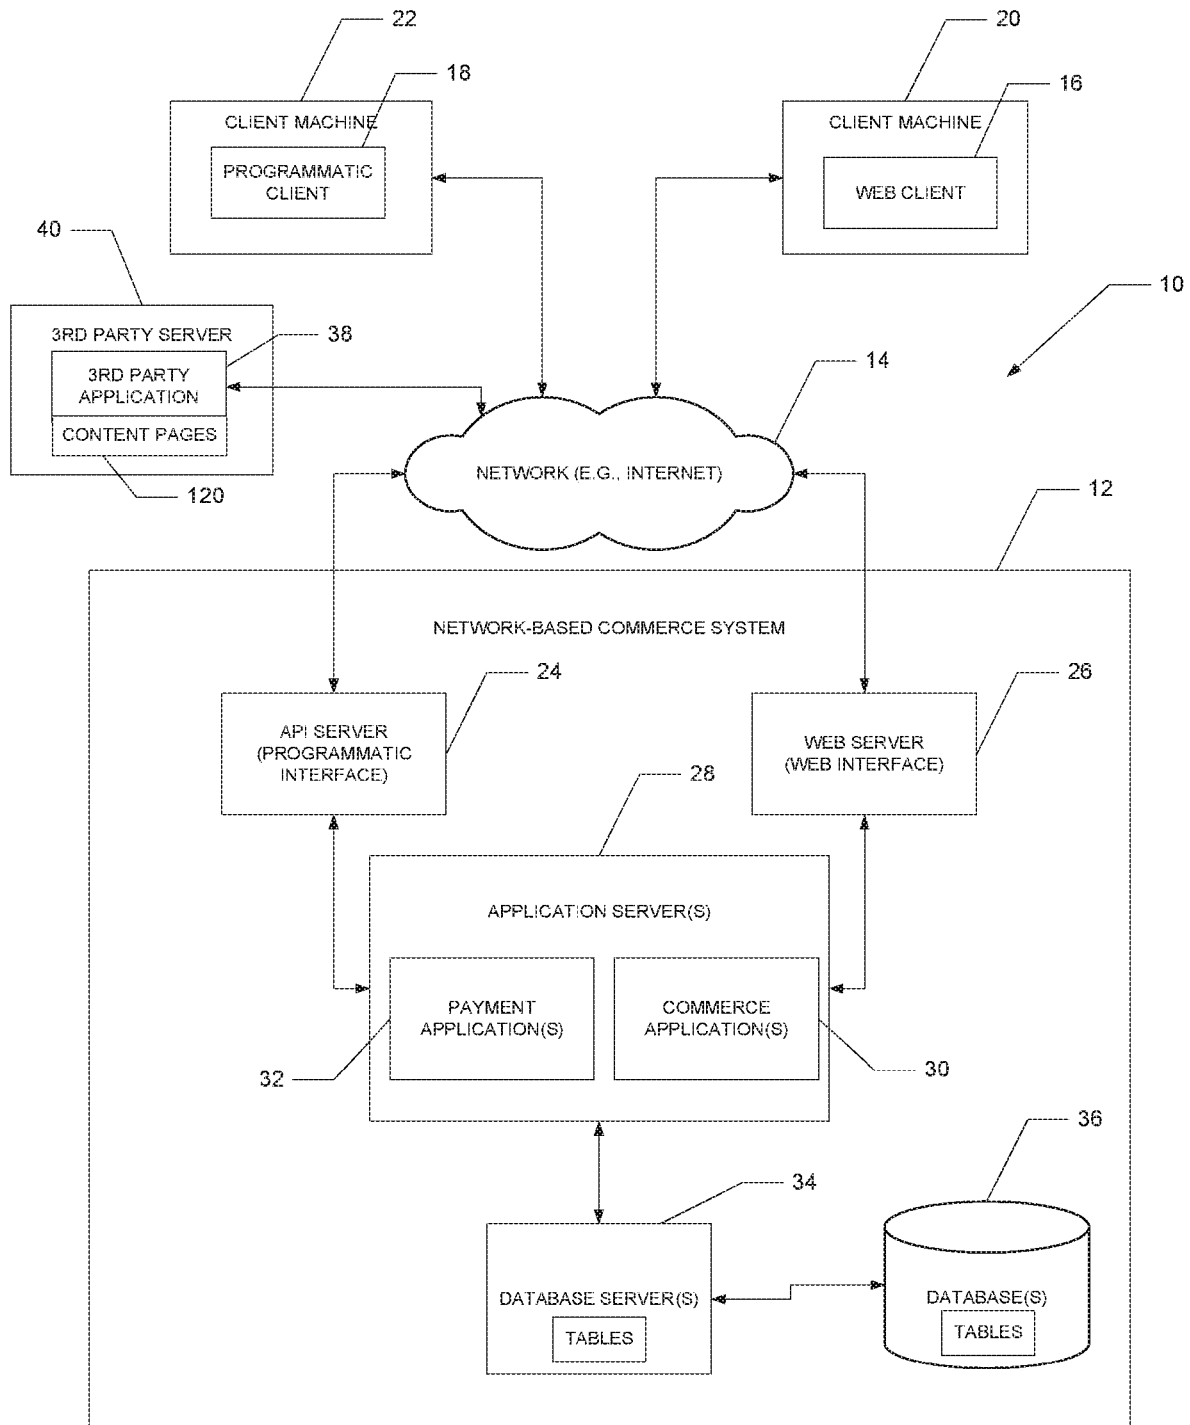 22
20
18
16
CLIENT MACHINE
PROGRAMMATIC
CLIENT
CLIENT MACHINE
WEB CLIENT
40
10
3RD PARTY SERVER
38
3RD PARTY
APPLICATION
CONTENT PAGES
120
14
NETWORK (E.G., INTERNET)
12
NETWORK-BASED COMMERCE SYSTEM
24
26
API SERVER
(PROGRAMMATIC
INTERFACE)
WEB SERVER
(WEB INTERFACE)
28
APPLICATION SERVER(S)
PAYMENT
APPLICATION(S)
COMMERCE
APPLICATION(S)
32
30
36
34
DATABASE SERVER(S)
TABLES
DATABASE(S)
TABLES